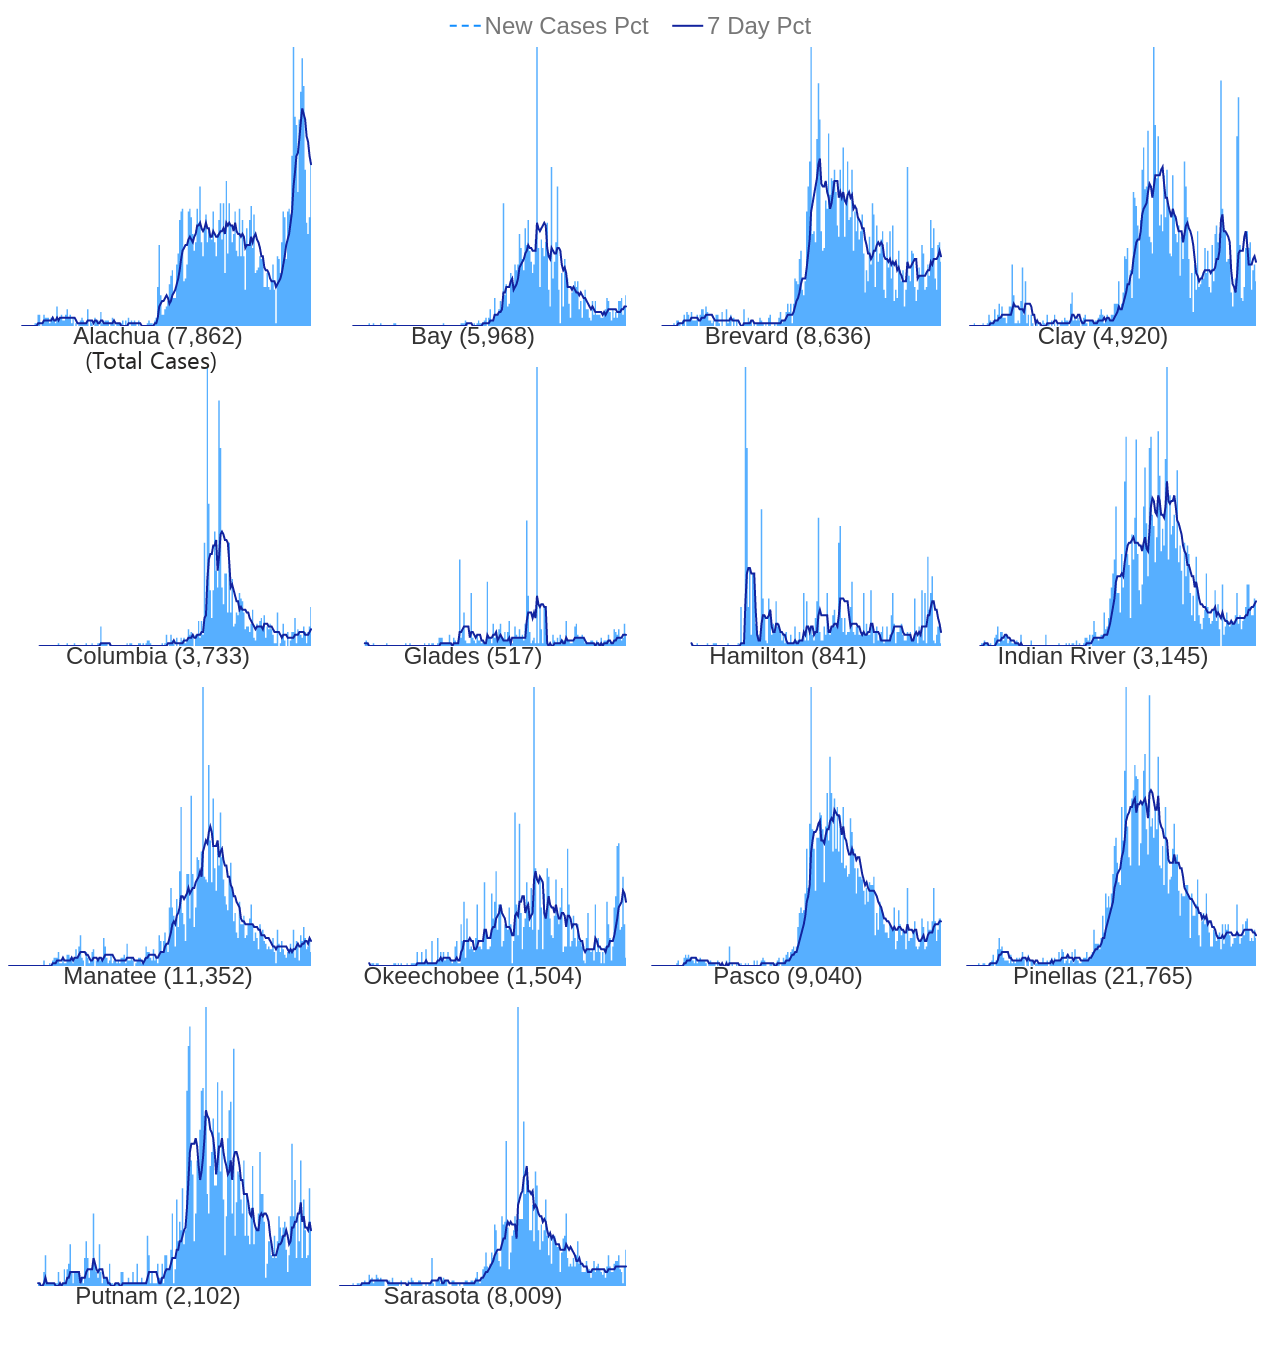 New Cases Pct 7 Day Pct
Alachua (7,862)
(Total Cases)
Bay (5,968)
Brevard (8,636)
Clay (4,920)
Columbia (3,733)
Glades (517)
Hamilton (841)
Indian River (3,145)
Manatee (11,352)
Okeechobee (1,504)
Pasco (9,040)
Pinellas (21,765)
Putnam (2,102)
Sarasota (8,009)